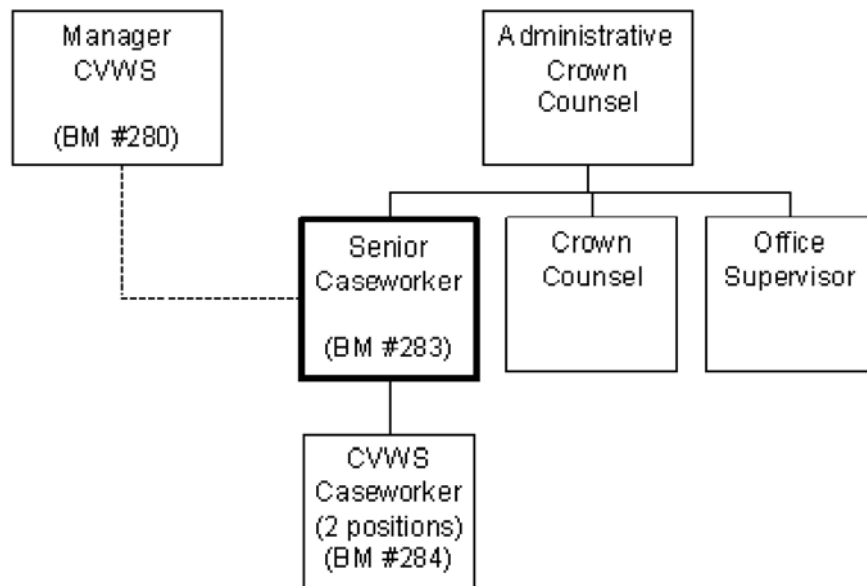 Manager
CVWS
(BM #280)
Administrative
Crown
Counsel
Senior
Caseworker
(BM #283)
Crown
Counsel
Office
Supervisor
CVWS
Caseworker
(2 positions)
(BM #284)